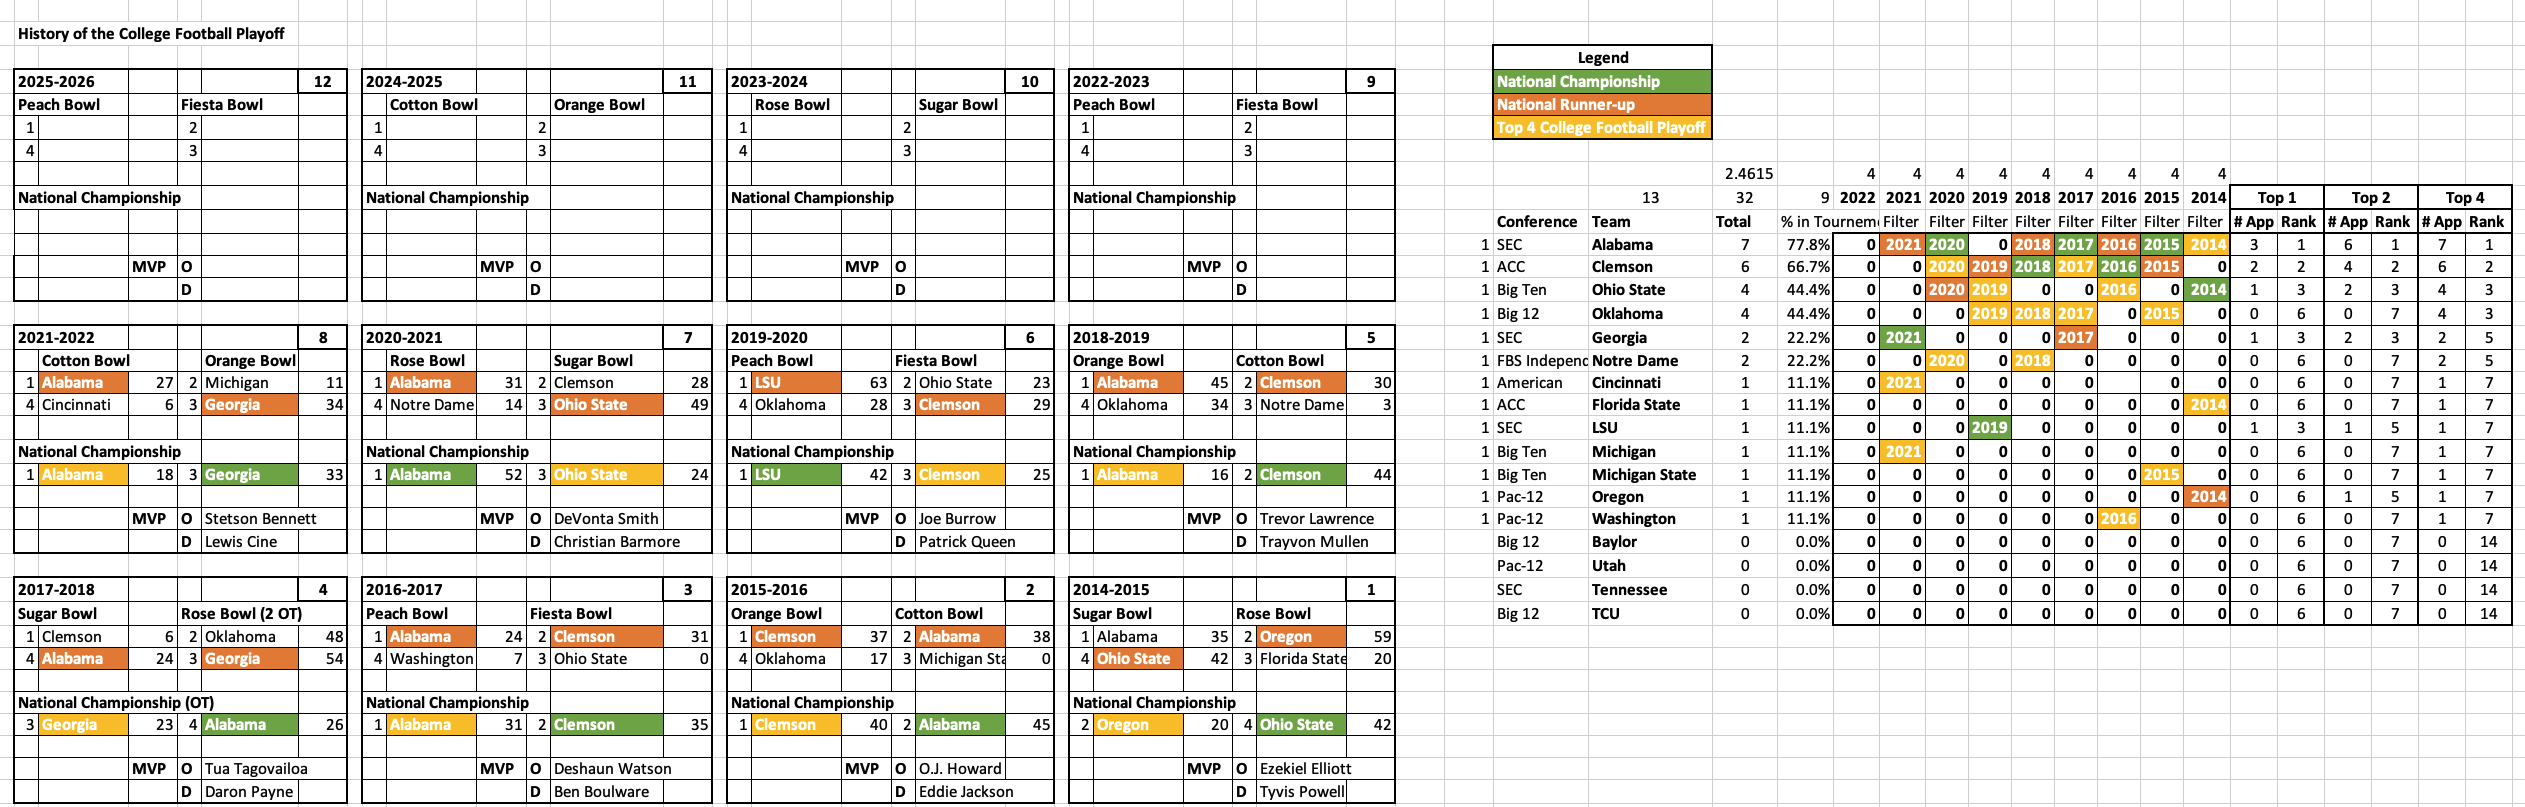 History of the College Football Playoff
2025-2026 12
Peach Bowl Fiesta Bowl
1 2
4 3
National Championship
MVP O
D
2024-2025 11
Cotton Bowl Orange Bowl
1 2
4 3
National Championship
MVP O
D
2023-2024 10
Rose Bowl Sugar Bowl
1 2
4 3
National Championship
MVP O
D
2022-2023 9
Peach Bowl Fiesta Bowl
1 2
4 3
National Championship
MVP O
D
2021-2022 8
Cotton Bowl Orange Bowl
1 Alabama 27 2 Michigan 11
4 Cincinnati 6 3 Georgia 34
National Championship
1 Alabama 18 3 Georgia 33
MVP O Stetson Bennett
D Lewis Cine
2020-2021 7
Rose Bowl Sugar Bowl
1 Alabama 31 2 Clemson 28
4 Notre Dame 14 3 Ohio State 49
National Championship
1 Alabama 52 3 Ohio State 24
MVP O DeVonta Smith
D Christian Barmore
2019-2020 6
Peach Bowl Fiesta Bowl
1 LSU 63 2 Ohio State 23
4 Oklahoma 28 3 Clemson 29
National Championship
1 LSU 42 3 Clemson 25
MVP O Joe Burrow
D Patrick Queen
2018-2019 5
Orange Bowl Cotton Bowl
1 Alabama 45 2 Clemson 30
4 Oklahoma 34 3 Notre Dame 3
National Championship
1 Alabama 16 2 Clemson 44
MVP O Trevor Lawrence
D Trayvon Mullen
2017-2018 4
Sugar Bowl Rose Bowl (2 OT)
1 Clemson 6 2 Oklahoma 48
4 Alabama 24 3 Georgia 54
National Championship (OT)
3 Georgia 23 4 Alabama 26
MVP O Tua Tagovailoa
D Daron Payne
2016-2017 3
Peach Bowl Fiesta Bowl
1 Alabama 24 2 Clemson 31
4 Washington 7 3 Ohio State 0
National Championship
1 Alabama 31 2 Clemson 35
MVP O Deshaun Watson
D Ben Boulware
2015-2016 2
Orange Bowl Cotton Bowl
1 Clemson 37 2 Alabama 38
4 Oklahoma 17 3 Michigan Sta 0
National Championship
1 Clemson 40 2 Alabama 45
MVP O O.J. Howard
D Eddie Jackson
2014-2015 1
Sugar Bowl Rose Bowl
1 Alabama 35 2 Oregon 59
4 Ohio State 42 3 Florida State 20
National Championship
2 Oregon 20 4 Ohio State 42
MVP O Ezekiel Elliott
D Tyvis Powell
Legend
National Championship
National Runner-up
Top 4 College Football Playoff
2.4615 4 4 4 4 4 4 4 4 4
13 32 9 2022 2021 2020 2019 2018 2017 2016 2015 2014 Top 1 Top 2 Top 4
Conference Team Total % in Tournem Filter Filter Filter Filter Filter Filter Filter Filter # App Rank # App Rank # App Rank
1 SEC Alabama 7 77.8% 0 2021 2020 0 2018 2017 2016 2015 2014 3 1 6 1 7 1
1 ACC Clemson 6 66.7% 0 0 2020 2019 2018 2017 2016 2015 0 2 2 4 2 6 2
1 Big Ten Ohio State 4 44.4% 0 0 2020 2019 0 0 2016 0 2014 1 3 2 3 4 3
1 Big 12 Oklahoma 4 44.4% 0 0 0 2019 2018 2017 0 2015 0 0 6 0 7 4 3
1 SEC Georgia 2 22.2% 0 2021 0 0 0 2017 0 0 0 1 3 2 3 2 5
1 FBS Independ Notre Dame 2 22.2% 0 0 2020 0 2018 0 0 0 0 0 6 0 7 2 5
1 American Cincinnati 1 11.1% 0 2021 0 0 0 0 0 0 0 0 6 0 7 1 7
1 ACC Florida State 1 11.1% 0 0 0 0 0 0 0 0 2014 0 6 0 7 1 7
1 SEC LSU 1 11.1% 0 0 0 2019 0 0 0 0 0 1 3 1 5 1 7
1 Big Ten Michigan 1 11.1% 0 2021 0 0 0 0 0 0 0 0 6 0 7 1 7
1 Big Ten Michigan State 1 11.1% 0 0 0 0 0 0 0 2015 0 0 6 0 7 1 7
1 Pac-12 Oregon 1 11.1% 0 0 0 0 0 0 0 0 2014 0 6 1 5 1 7
1 Pac-12 Washington 1 11.1% 0 0 0 0 0 0 2016 0 0 0 6 0 7 1 7
Big 12 Baylor 0 0.0% 0 0 0 0 0 0 0 0 0 0 6 0 7 0 14
Pac-12 Utah 0 0.0% 0 0 0 0 0 0 0 0 0 0 6 0 7 0 14
SEC Tennessee 0 0.0% 0 0 0 0 0 0 0 0 0 0 6 0 7 0 14
Big 12 TCU 0 0.0% 0 0 0 0 0 0 0 0 0 0 6 0 7 0 14